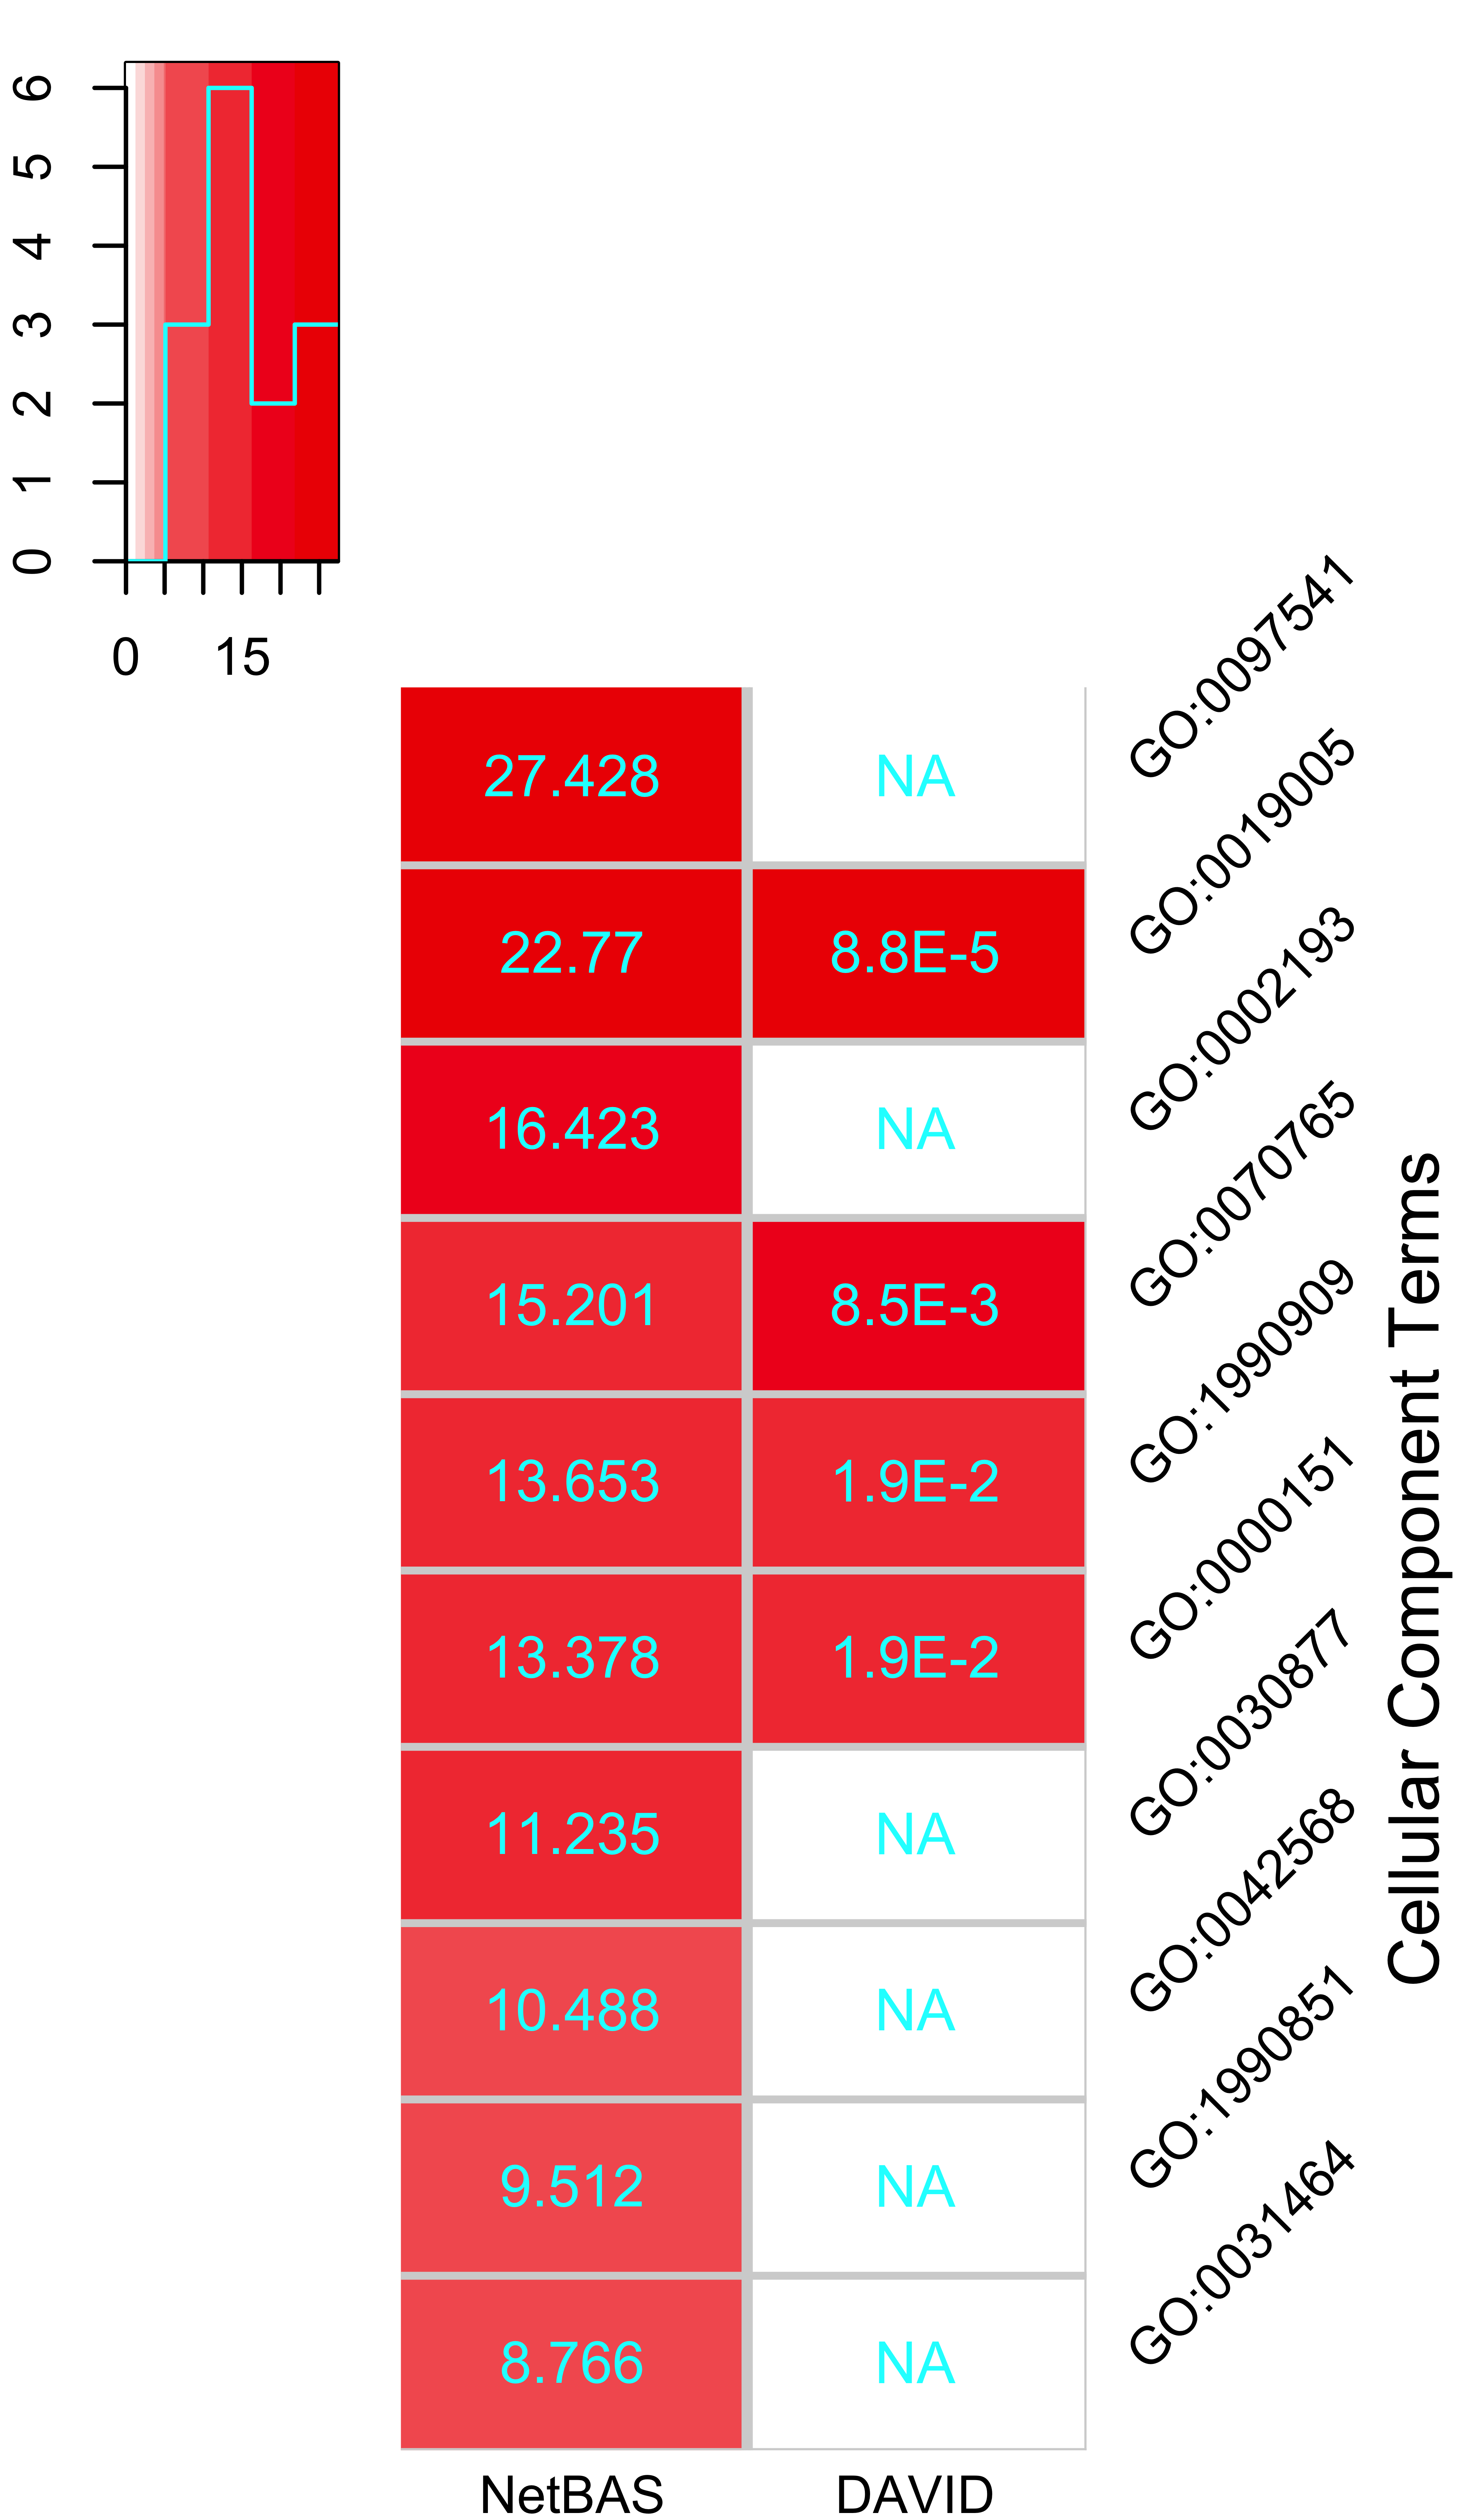 6
5
4
3
2
1
0
0 15
27.428 NA GO:0097541
22.77 8.8E-5 GO:0019005
16.423 NA GO:0002193
15.201 8.5E-3 GO:0070765
13.653 1.9E-2 GO:1990909
13.378 1.9E-2 GO:0000151
11.235 NA GO:0030877
10.488 NA GO:0042568
9.512 NA GO:1990851
8.766 NA GO:0031464
Cellular Component Terms
NetBAS DAVID